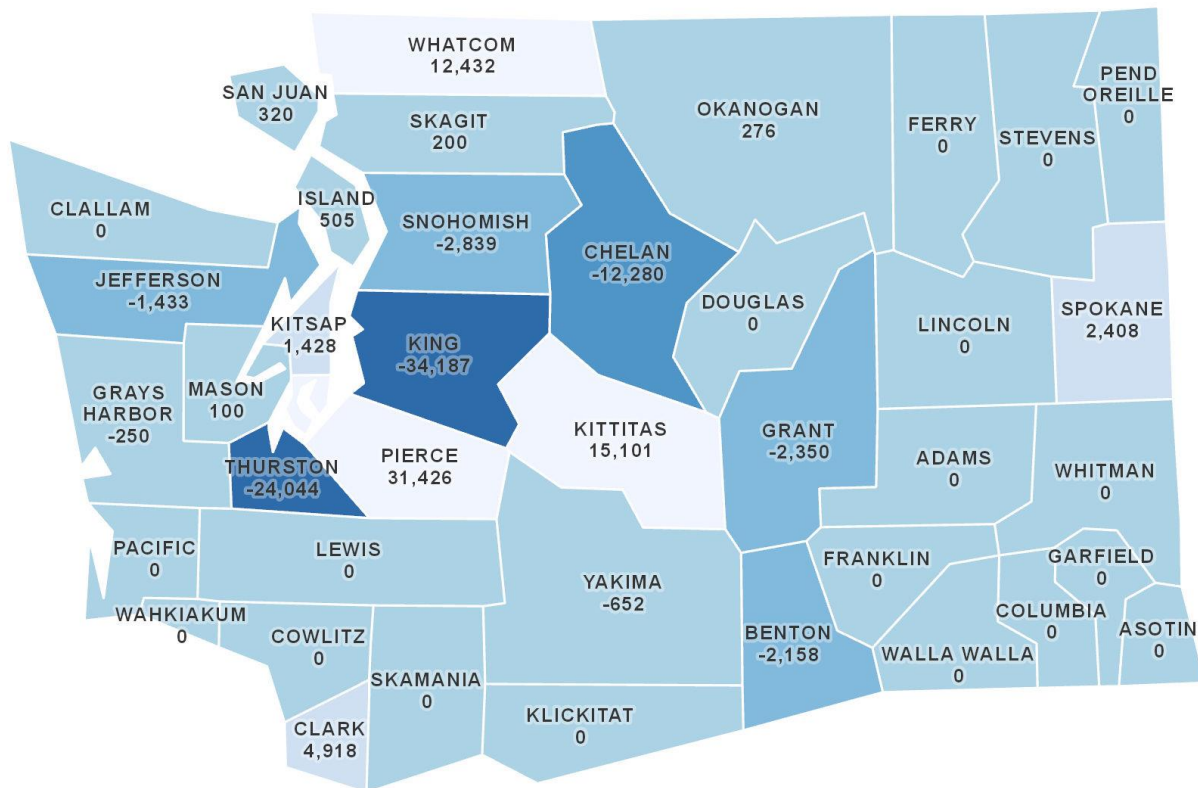 WHATCOM
12,432
SAN JUAN
320
SKAGIT
200
OKANOGAN
276
FERRY
0
STEVENS
0
PEND
OREILLE
0
CLALLAM
0
ISLAND
505
SNOHOMISH
-2,839
CHELAN
-12,280
JEFFERSON
-1,433
KITSAP
1,428
KING
-34,187
DOUGLAS
0
LINCOLN
0
SPOKANE
2,408
GRAYS
HARBOR
-250
MASON
100
THURSTON
-24,044
PIERCE
31,426
KITTITAS
15,101
GRANT
-2,350
ADAMS
0
WHITMAN
0
PACIFIC
0
LEWIS
0
YAKIMA
-652
FRANKLIN
0
GARFIELD
0
WAHKIAKUM
0
COWLITZ
0
SKAMANIA
0
BENTON
-2,158
WALLA WALLA
0
COLUMBIA
0
ASOTIN
0
CLARK
4,918
KLICKITAT
0